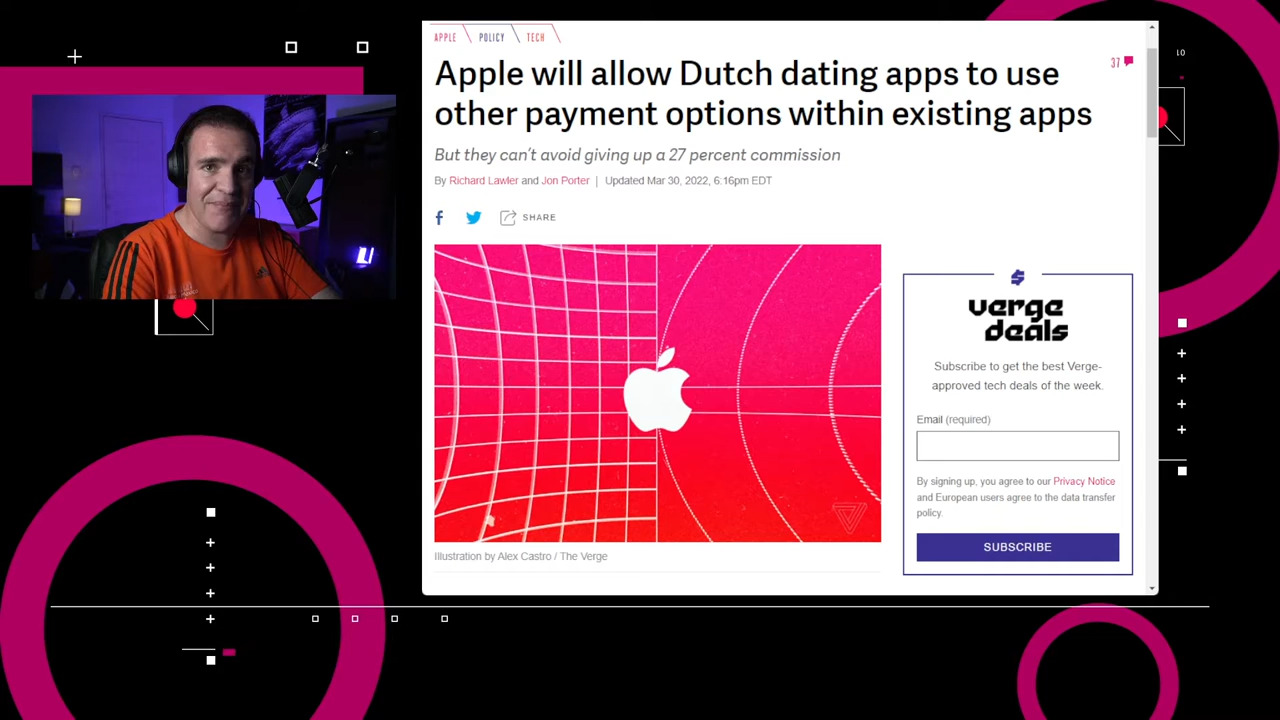 APPLE POLICY TECH
Apple will allow Dutch dating apps to use
other payment options within existing apps
37
But they can't avoid giving up a 27 percent commission
By Richard Lawler and Jon Porter | Updated Mar 30, 2022, 6:16pm EDT
SHARE
verge
deals
Subscribe to get the best Verge-
approved tech deals of the week.
Email (required)
By signing up, you agree to our Privacy Notice
and European users agree to the data transfer
policy.
SUBSCRIBE
Illustration by Alex Castro / The Verge